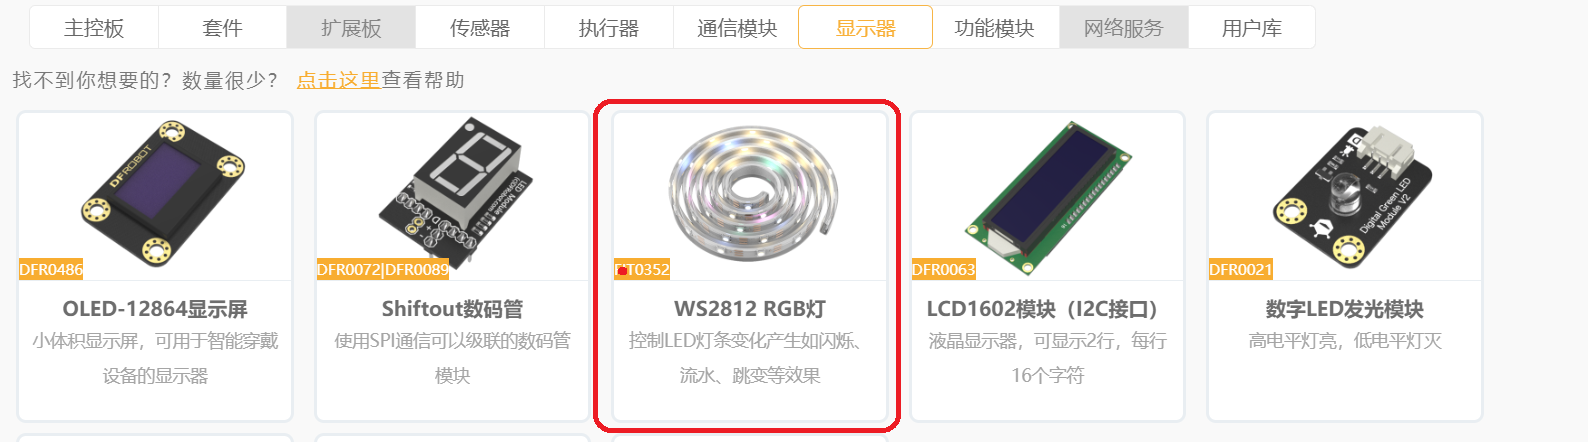 主控板 套件 扩展板 传感器 执行器 通信模块 显示器 功能模块 网络服务 用户库
找不到你想要的？数量很少？ 点击这里查看帮助
DFROBOT
LED Module
Digital Green LED
Module V2
DFR0486 DFR0072|DFR0089 T0352 DFR0063 DFR0021
OLED-12864显示屏 Shiftout数码管 WS2812 RGB灯 LCD1602模块（I2C接口） 数字LED发光模块
小体积显示屏，可用于智能穿戴 使用SPI通信可以级联的数码管 控制LED灯条变化产生如闪烁、 液晶显示器，可显示2行，每行 高电平灯亮，低电平灯灭
设备的显示器 模块 流水、跳变等效果 16个字符